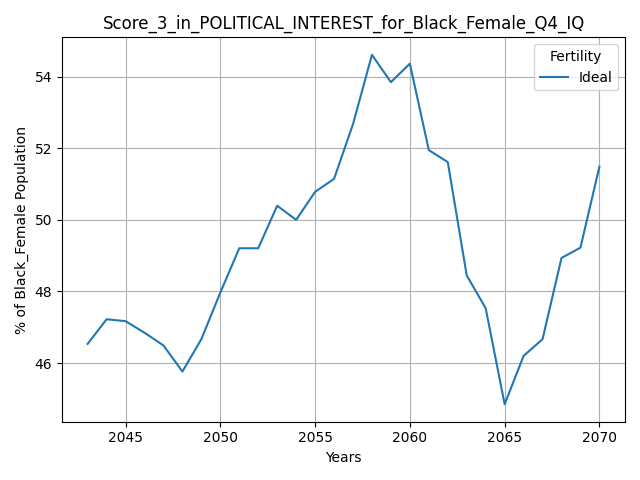 Score_3_in_POLITICAL_INTEREST_for_Black_Female_Q4_IQ
Fertility
Ideal
% of Black_Female Population
54
52
50
48
46
2045 2050 2055 2060 2065 2070
Years